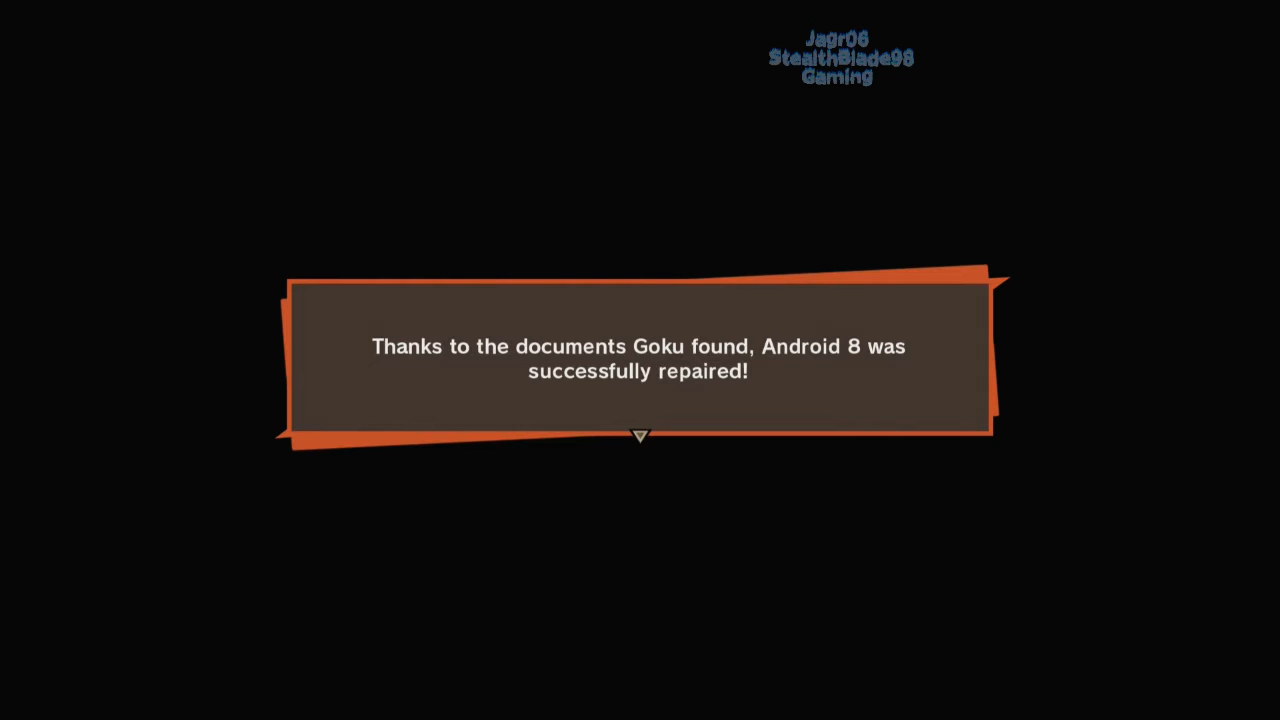 Jagr06
StealthBlade98
Gaming
Thanks to the documents Goku found, Android 8 was
successfully repaired!